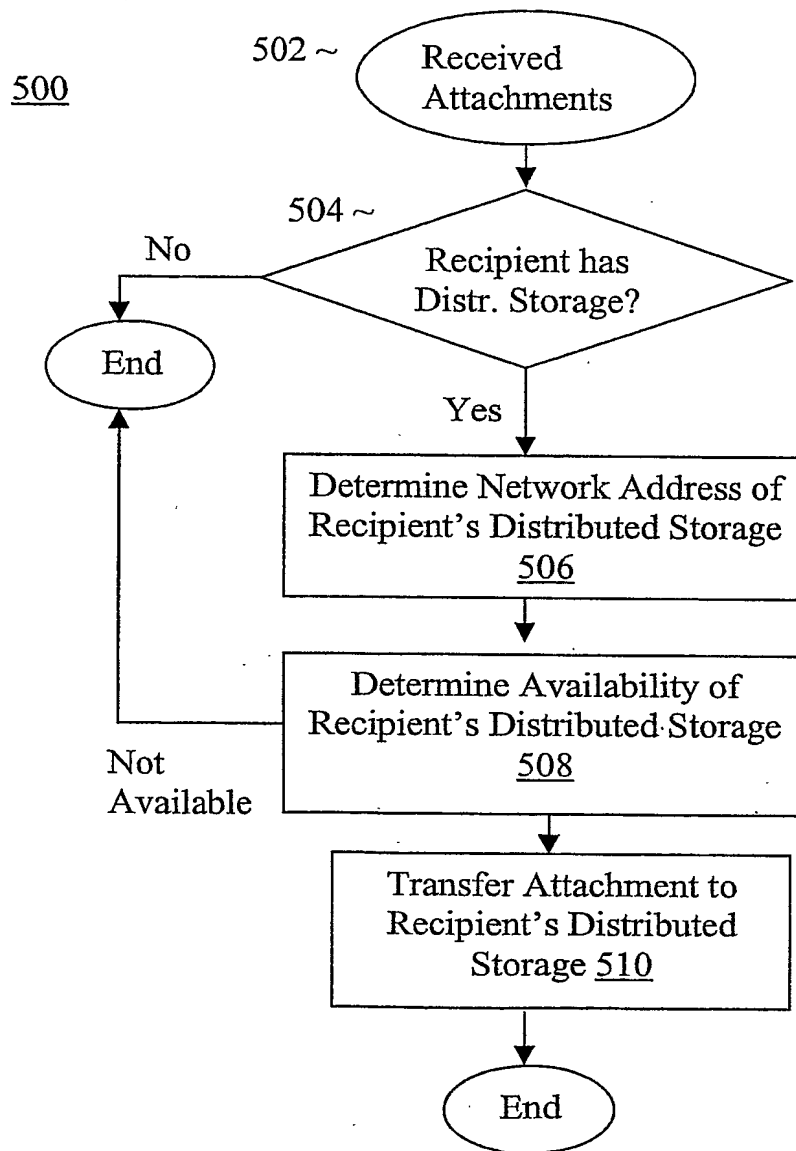 502 ~
Received
Attachments
500
504 ~
No
Recipient has
Distr. Storage?
End
Yes
Determine Network Address of
Recipient's Distributed Storage
506
Determine Availability of
Recipient's Distributed Storage
508
Not
Available
Transfer Attachment to
Recipient's Distributed
Storage 510
End